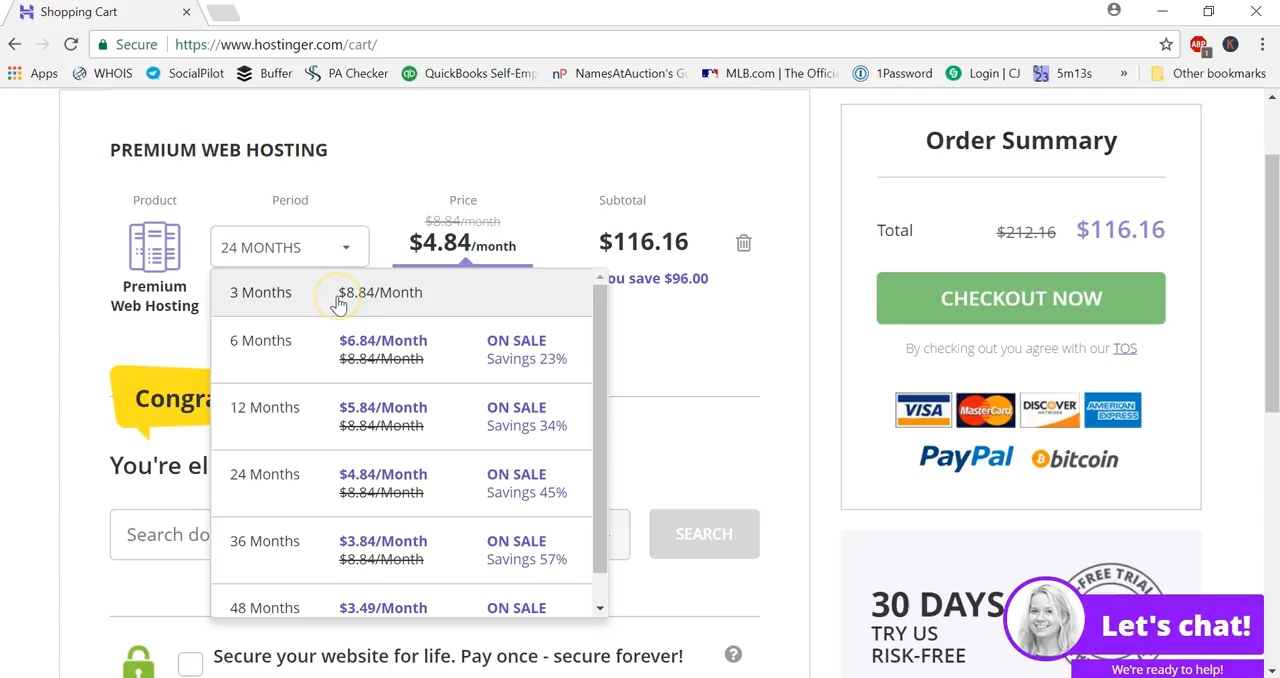 Shopping Cart
Secure https://www.hostinger.com/cart/
ABP 1 K
Apps WHOIS SocialPilot Buffer PA Checker QuickBooks Self-Emp NamesAtAuction's Go MLB.com | The Officia 1Password Login | CJ 5m13s » Other bookmarks
PREMIUM WEB HOSTING
Product Period Price Subtotal
$8.84/month
24 MONTHS $4.84/month $116.16
ou save $96.00
Premium
Web Hosting
3 Months $8.84/Month
6 Months $6.84/Month ON SALE
$8.84/Month Savings 23%
12 Months $5.84/Month ON SALE
$8.84/Month Savings 34%
24 Months $4.84/Month ON SALE
$8.84/Month Savings 45%
36 Months $3.84/Month ON SALE
$8.84/Month Savings 57%
48 Months $3.49/Month ON SALE
Congra
You're el
Search do
SEARCH
Secure your website for life. Pay once - secure forever!
Order Summary
Total $212.16 $116.16
CHECKOUT NOW
By checking out you agree with our TOS
VISA MasterCard DISCOVER NETWORK AMERICAN EXPRESS
PayPal bitcoin
30 DAYS
TRY US
RISK-FREE
-FREE TRIAL
Let's chat!
We're ready to help!